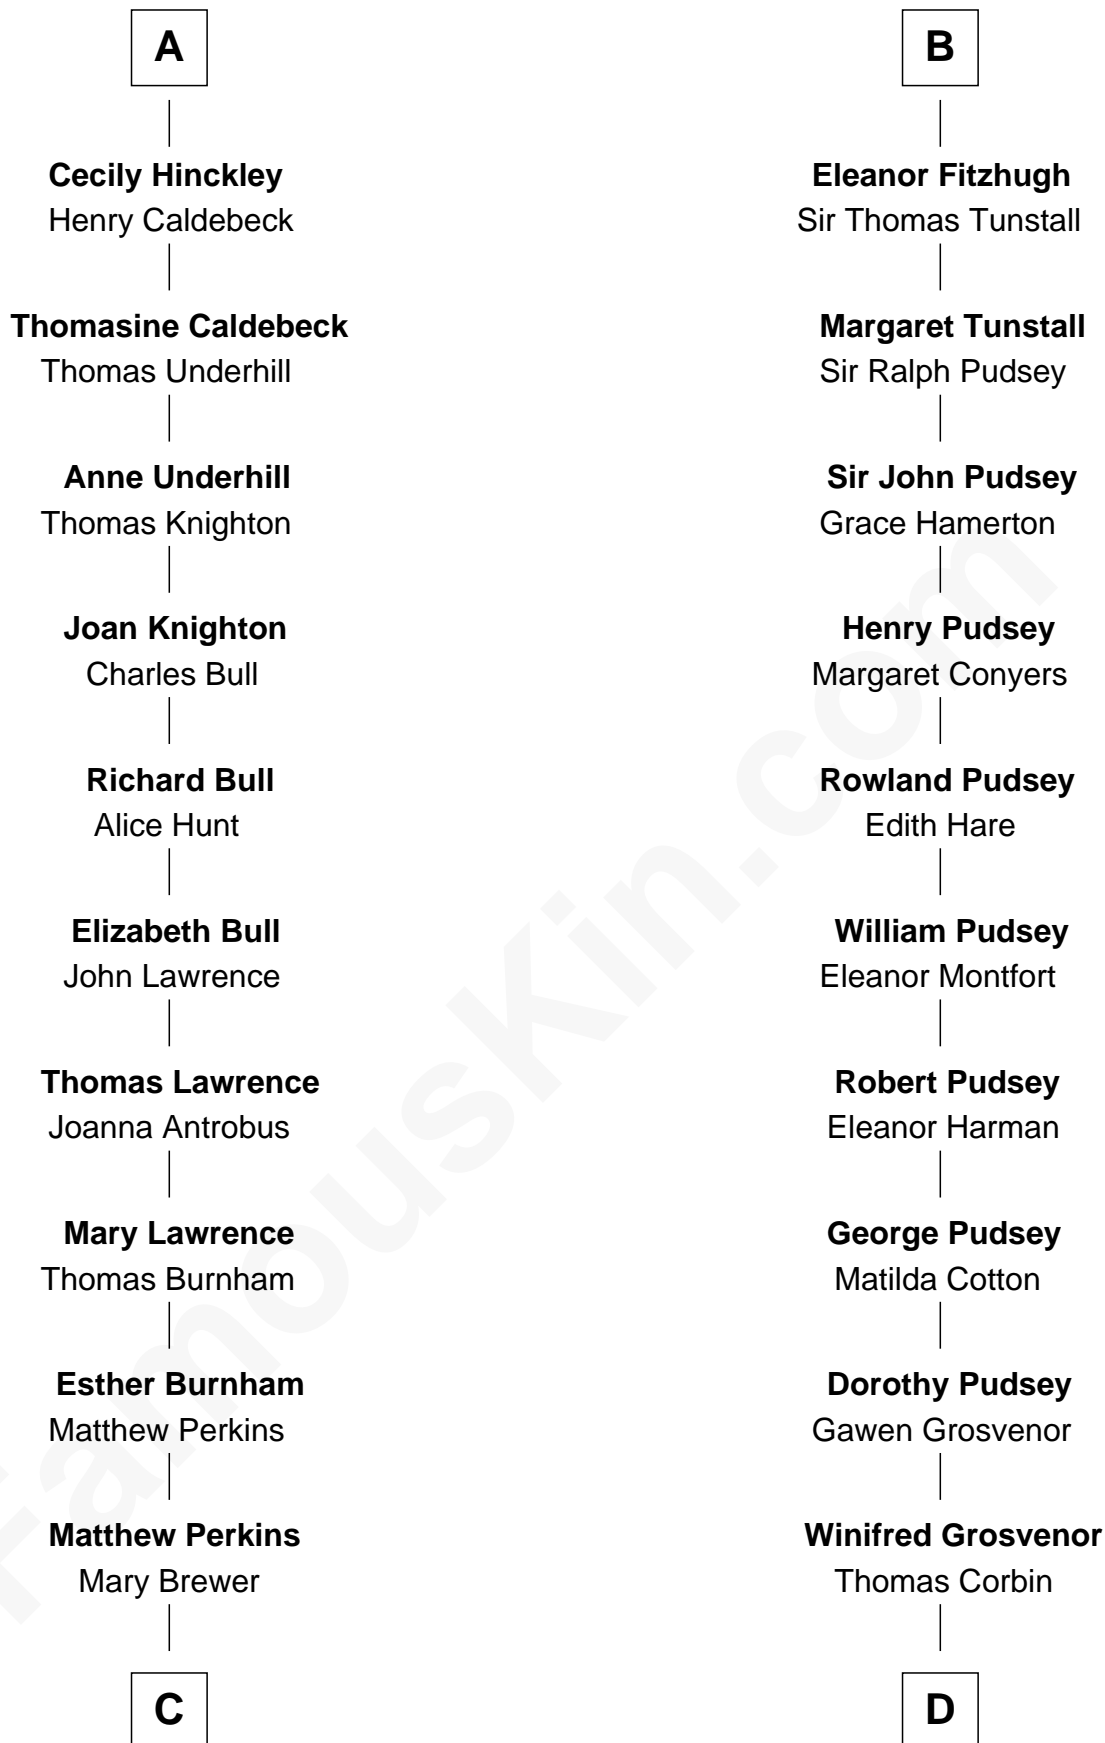 A
Cecily Hinckley
Henry Caldebeck
Thomasine Caldebeck
Thomas Underhill
Anne Underhill
Thomas Knighton
Joan Knighton
Charles Bull
Richard Bull
Alice Hunt
Elizabeth Bull
John Lawrence
Thomas Lawrence
Joanna Antrobus
Mary Lawrence
Thomas Burnham
Esther Burnham
Matthew Perkins
Matthew Perkins
Mary Brewer
C
B
Eleanor Fitzhugh
Sir Thomas Tunstall
Margaret Tunstall
Sir Ralph Pudsey
Sir John Pudsey
Grace Hamerton
Henry Pudsey
Margaret Conyers
Rowland Pudsey
Edith Hare
William Pudsey
Eleanor Montfort
Robert Pudsey
Eleanor Harman
George Pudsey
Matilda Cotton
Dorothy Pudsey
Gawen Grosvenor
Winifred Grosvenor
Thomas Corbin
D
FamousKin.com